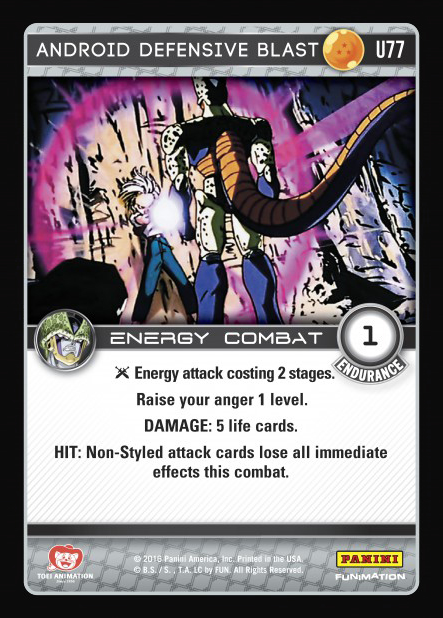 ANDROID DEFENSIVE BLAST U77
ENERGY COMBAT 1
ENDURANCE
Energy attack costing 2 stages.
Raise your anger 1 level.
DAMAGE: 5 life cards.
HIT: Non-Styled attack cards lose all immediate
effects this combat.
TOEI ANIMATION
© 2016 Panini America, Inc. Printed in the USA.
© B.S. / S. , T.A. LC by FUN. All Rights Reserved.
PANINI
FUNIMATION